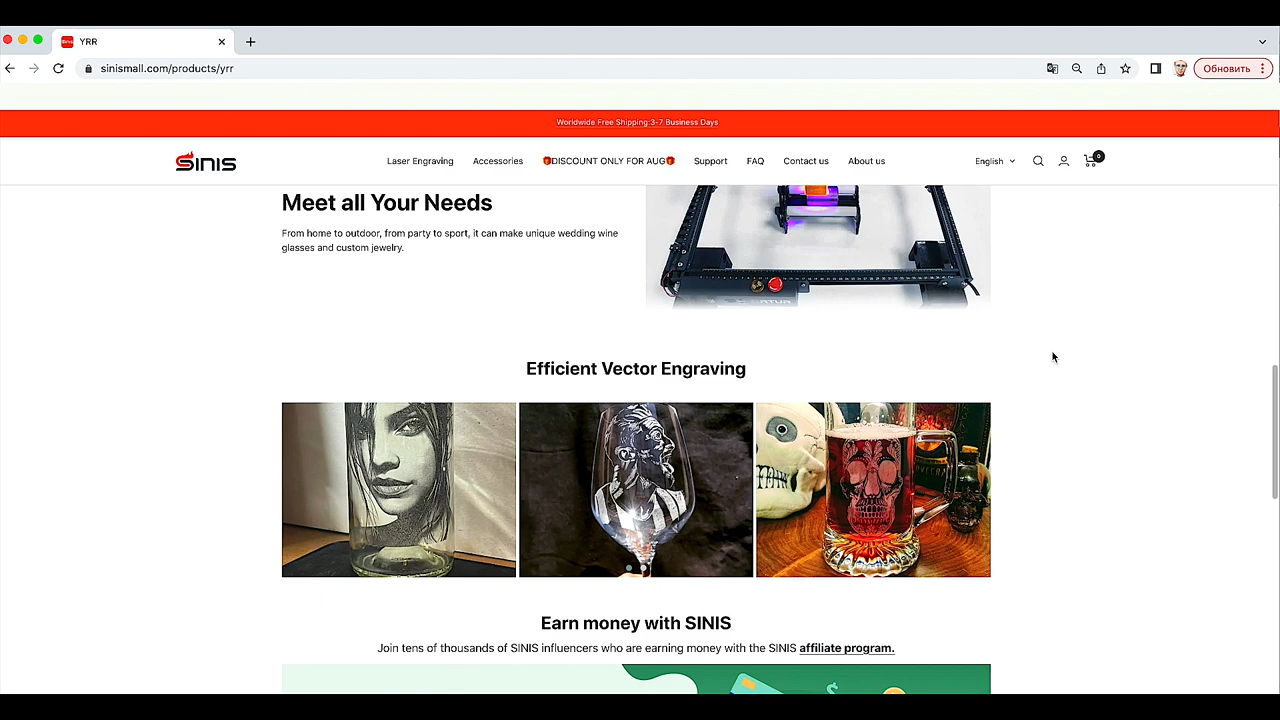 YRR
sinismall.com/products/yrr
Обновить
Worldwide Free Shipping:3-7 Business Days
SINIS
Laser Engraving
Accessories
🎁DISCOUNT ONLY FOR AUG🎁
Support
FAQ
Contact us
About us
English
0
Meet all Your Needs
From home to outdoor, from party to sport, it can make unique wedding wine
glasses and custom jewelry.
Efficient Vector Engraving
Earn money with SINIS
Join tens of thousands of SINIS influencers who are earning money with the SINIS affiliate program.